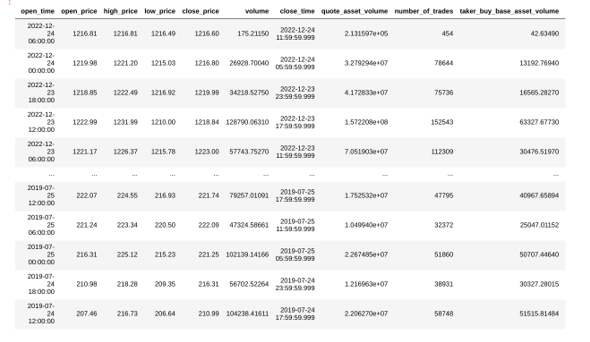 open_time open_price high_price low_price close_price volume close_time quote_asset_volume number_of_trades taker_buy_base_asset_volume
2022-12-24 06:00:00 1216.81 1216.81 1216.49 1216.60 175.21150 2022-12-24 11:59:59.999 2.131597e+05 454 42.63490
2022-12-24 00:00:00 1219.98 1221.20 1215.03 1216.80 26928.70040 2022-12-24 05:59:59.999 3.279294e+07 78644 13192.76940
2022-12-23 18:00:00 1218.85 1222.49 1216.92 1219.99 34218.52750 2022-12-23 23:59:59.999 4.172833e+07 75736 16565.28270
2022-12-23 12:00:00 1222.99 1231.99 1210.00 1218.84 128790.06310 2022-12-23 17:59:59.999 1.572208e+08 152543 63327.67730
2022-12-23 06:00:00 1221.17 1226.37 1215.78 1223.00 57743.75270 2022-12-23 11:59:59.999 7.051903e+07 112309 30476.51970
... ... ... ... ... ... ... ... ... ...
2019-07-25 12:00:00 222.07 224.55 216.93 221.74 79257.01091 2019-07-25 17:59:59.999 1.752532e+07 47795 40967.65894
2019-07-25 06:00:00 221.24 223.34 220.50 222.09 47324.58661 2019-07-25 11:59:59.999 1.049940e+07 32372 25047.01152
2019-07-25 00:00:00 216.31 225.12 215.23 221.25 102139.14166 2019-07-25 05:59:59.999 2.267485e+07 51860 50707.44640
2019-07-24 18:00:00 210.98 218.28 209.35 216.31 56702.52264 2019-07-24 23:59:59.999 1.216963e+07 38931 30327.28015
2019-07-24 12:00:00 207.46 216.73 206.64 210.99 104238.41611 2019-07-24 17:59:59.999 2.206270e+07 58748 51515.81484